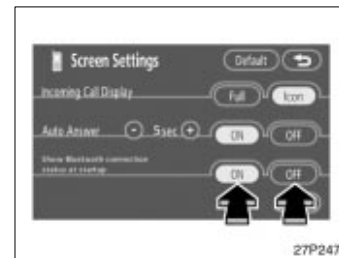 Screen Settings Default
Incoming Call Display Full Icon
Auto Answer - 5sec + ON OFF
Show Bluetooth connection
status at startup ON OFF
27P247